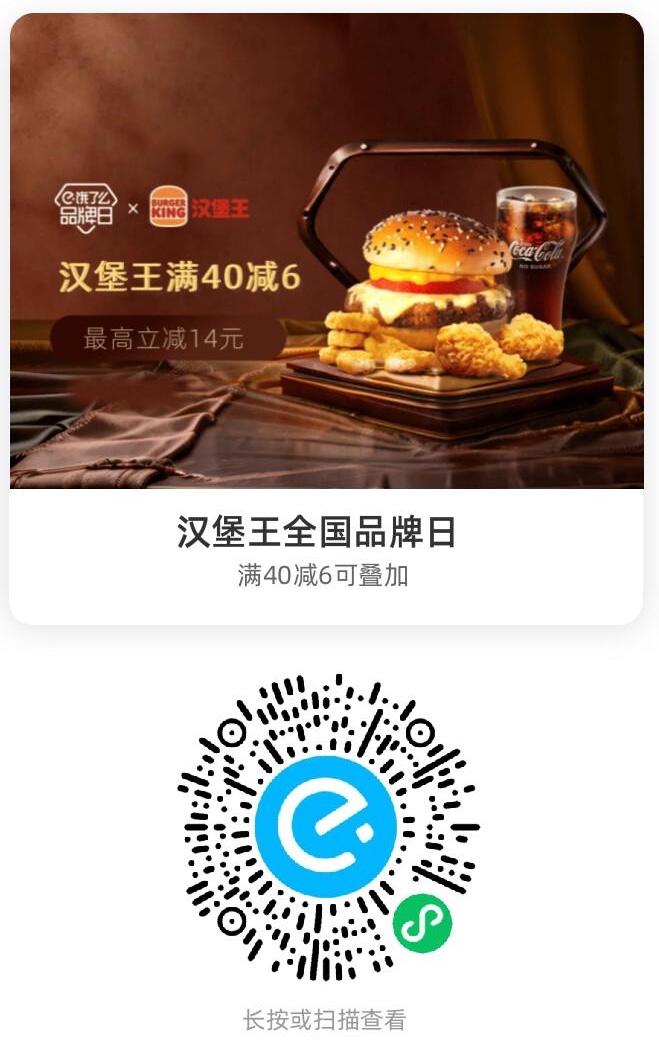 饿了么
品牌日
×
BURGER
KING
汉堡王
汉堡王满40减6
最高立减14元
Coca-Cola
NO SUGAR
汉堡王全国品牌日
满40减6可叠加
长按或扫描查看